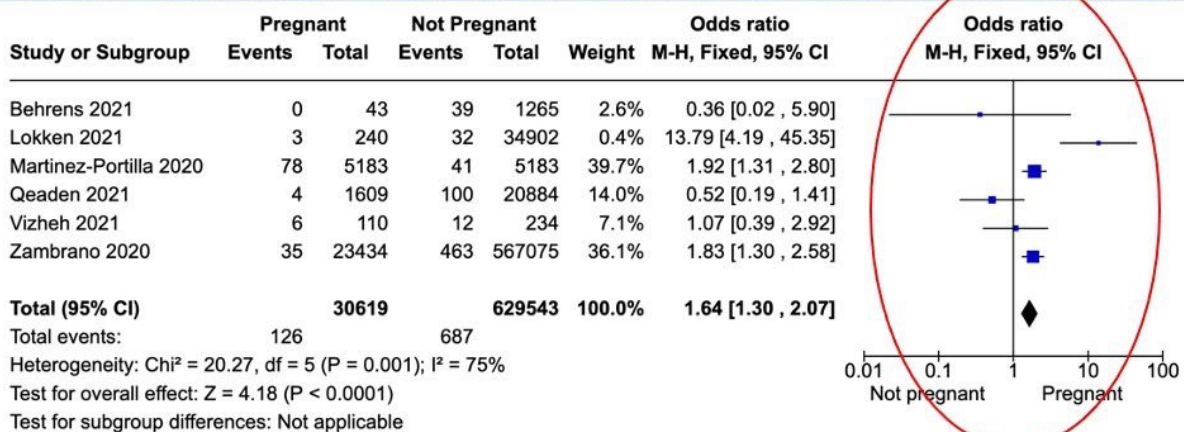 Pregnant Not Pregnant Odds ratio Odds ratio
Study or Subgroup Events Total Events Total Weight M-H, Fixed, 95% CI M-H, Fixed, 95% CI
Behrens 2021 0 43 39 1265 2.6% 0.36 [0.02 , 5.90]
Lokken 2021 3 240 32 34902 0.4% 13.79 [4.19 , 45.35]
Martinez-Portilla 2020 78 5183 41 5183 39.7% 1.92 [1.31 , 2.80]
Qeaden 2021 4 1609 100 20884 14.0% 0.52 [0.19 , 1.41]
Vizheh 2021 6 110 12 234 7.1% 1.07 [0.39 , 2.92]
Zambrano 2020 35 23434 463 567075 36.1% 1.83 [1.30 , 2.58]
Total (95% CI) 30619 629543 100.0% 1.64 [1.30 , 2.07]
Total events: 126 687
Heterogeneity: Chi² = 20.27, df = 5 (P = 0.001); I² = 75%
Test for overall effect: Z = 4.18 (P < 0.0001)
Test for subgroup differences: Not applicable
0.01 0.1 1 10 100
Not pregnant Pregnant